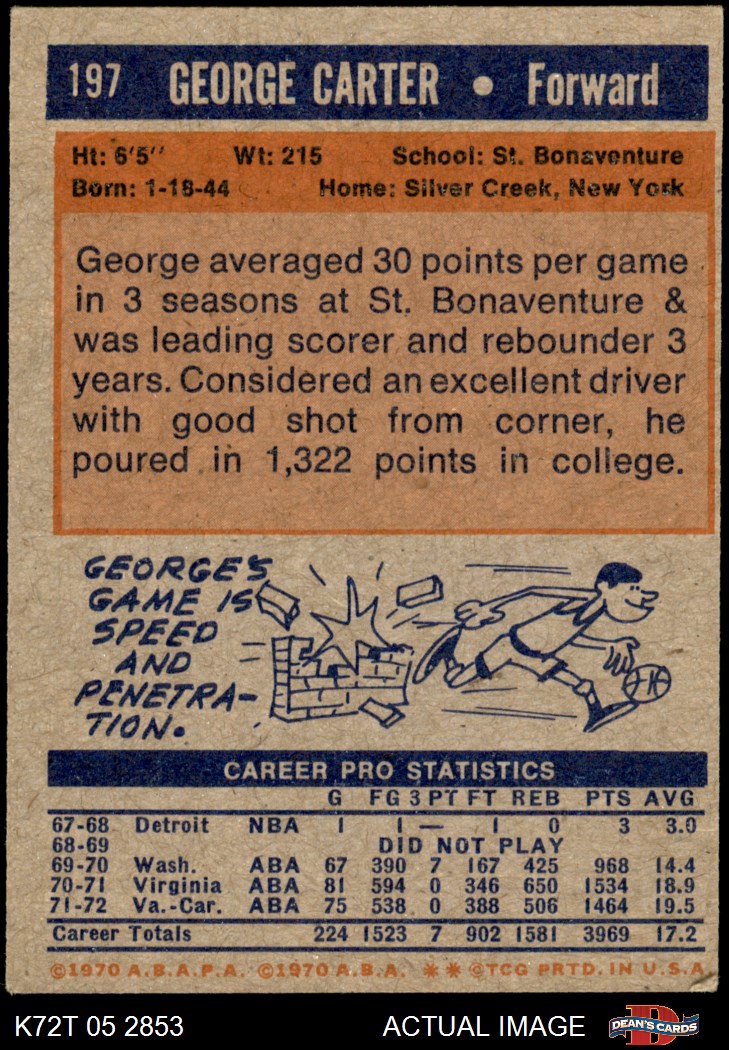 197 GEORGE CARTER • Forward
Ht: 6'5'' Wt: 215 School: St. Bonaventure
Born: 1-18-44 Home: Silver Creek, New York
George averaged 30 points per game
in 3 seasons at St. Bonaventure &
was leading scorer and rebounder 3
years. Considered an excellent driver
with good shot from corner, he
poured in 1,322 points in college.
GEORGE'S
GAME IS
SPEED
AND
PENETRA-
TION.
CAREER PRO STATISTICS
G FG 3 PT FT REB PTS AVG
67-68 Detroit NBA 1 1 — 1 0 3 3.0
68-69 DID NOT PLAY
69-70 Wash. ABA 67 390 7 167 425 968 14.4
70-71 Virginia ABA 81 594 0 346 650 1534 18.9
71-72 Va.-Car. ABA 75 538 0 388 506 1464 19.5
Career Totals 224 1523 7 902 1581 3969 17.2
©1970 A.B.A.P.A. ©1970 A.B.A. ** ©TCG PRTD. IN U.S.A
K72T 05 2853 ACTUAL IMAGE DEAN'S CARDS